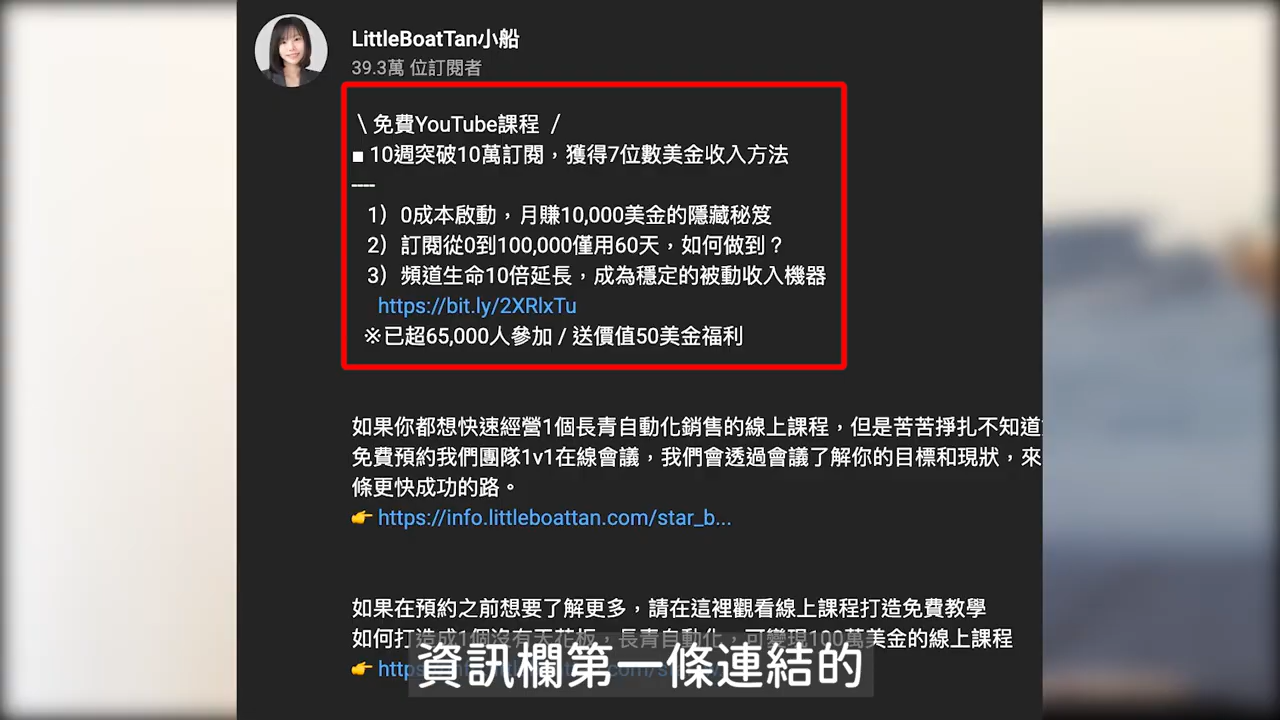 LittleBoatTan小船
39.3萬 位訂閱者
\ 免費YouTube課程 /
■ 10週突破10萬訂閱，獲得7位數美金收入方法
----
1）0成本啟動，月賺10,000美金的隱藏秘笈
2）訂閱從0到100,000僅用60天，如何做到？
3）頻道生命10倍延長，成為穩定的被動收入機器
https://bit.ly/2XRlxTu
※已超65,000人參加 / 送價值50美金福利
如果你都想快速經營1個長青自動化銷售的線上課程，但是苦苦掙扎不知道
免費預約我們團隊1v1在線會議，我們會透過會議了解你的目標和現狀，來
條更快成功的路。
👉 https://info.littleboattan.com/star_b...
如果在預約之前想要了解更多，請在這裡觀看線上課程打造免費教學
如何打造成1個沒有天花板，長青自動化，可變現100萬美金的線上課程
👉 http
資訊欄第一條連結的